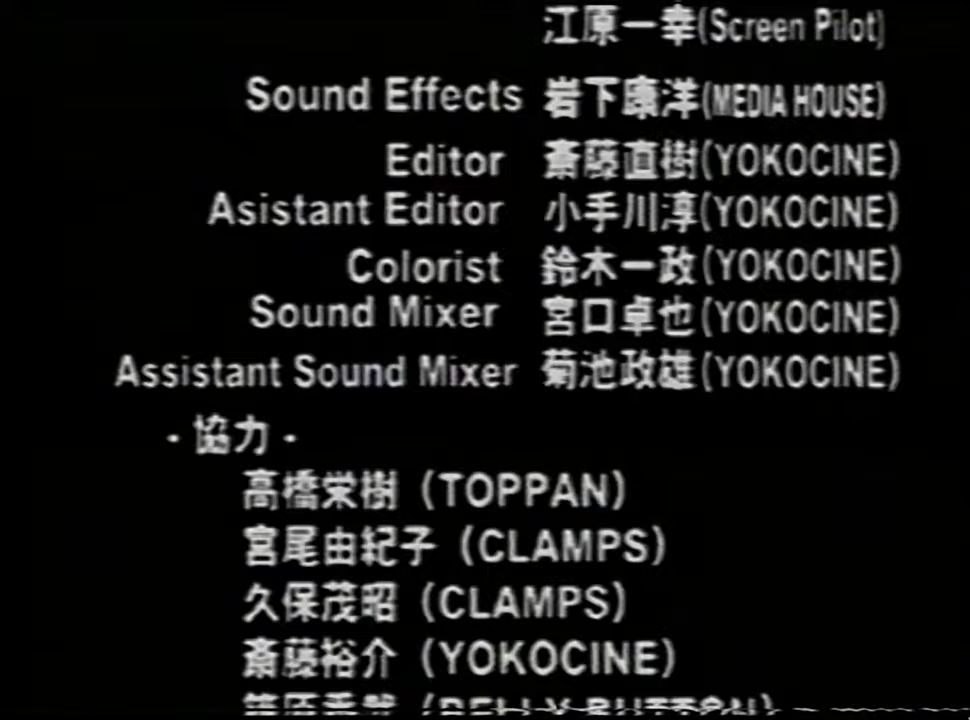 江原一幸(Screen Pilot)
Sound Effects 岩下康洋(MEDIA HOUSE)
Editor 斎藤直樹(YOKOCINE)
Asistant Editor 小手川淳(YOKOCINE)
Colorist 鈴木一政(YOKOCINE)
Sound Mixer 宮口卓也(YOKOCINE)
Assistant Sound Mixer 菊池政雄(YOKOCINE)
・協力・
高橋栄樹 (TOPPAN)
宮尾由紀子 (CLAMPS)
久保茂昭 (CLAMPS)
斎藤裕介 (YOKOCINE)
(BELLY BUTTON)